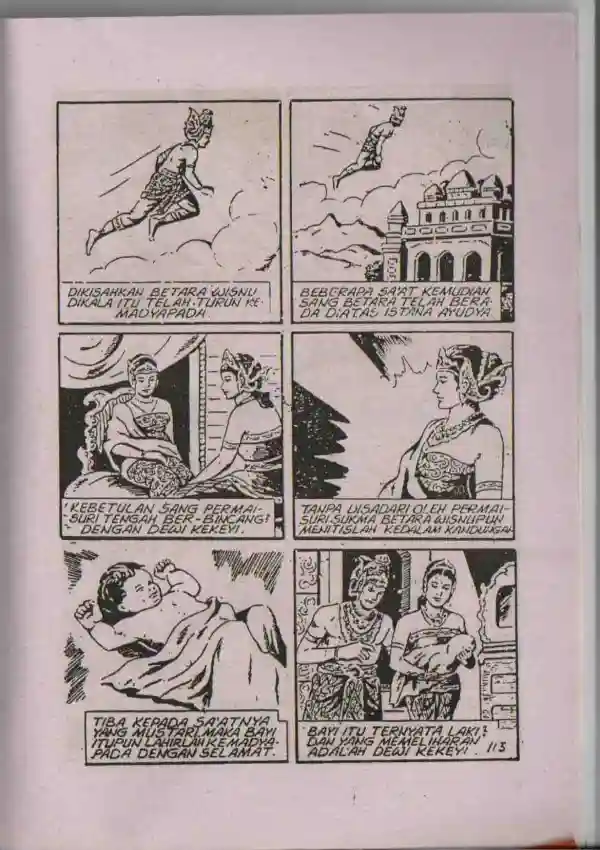 DIKISAHKAN BETARA WISNU
DIKALA ITU TELAH TURUN KE-
MADYAPADA.
BEBERAPA SA'AT KEMUDIAN
SANG BETARA TELAH BERA-
DA DIATAS ISTANA AYUDYA
KEBETULAN SANG PERMAI-
SURI TENGAH BER-BINCANG2
DENGAN DEWI KEKEYI.
TANPA DISADARI OLEH PERMAI-
SURI.SUKMA BETARA WISNUPUN
MENITISLAH KEDALAM KANDUNGAN
TIBA KEPADA SA'ATNYA
YANG MUSTARI, MAKA BAYI
ITUPUN LAHIRLAH KEMADYA-
PADA DENGAN SELAMAT.
BAYI ITU TERNYATA LAKI2
DAN YANG MEMELIHARAN
ADALAH DEWI KEKEYI.
113